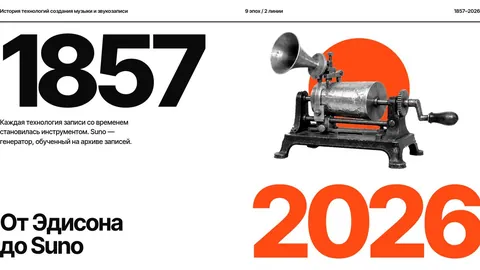 История технологий создания музыки и звукозаписи
9 эпох / 2 линии
1857–2026
1857
Каждая технология записи со временем
становилась инструментом. Suno —
генератор, обученный на архиве записей.
От Эдисона
до Suno
2026